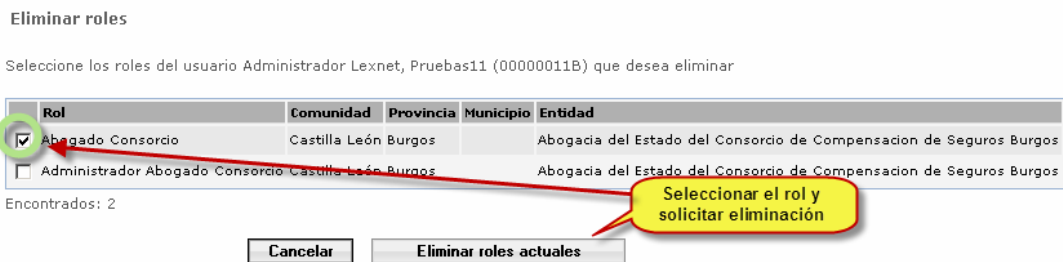 Eliminar roles
Seleccione los roles del usuario Administrador Lexnet, Pruebas11 (00000011B) que desea eliminar
Rol Comunidad Provincia Municipio Entidad
Abogado Consorcio Castilla León Burgos Abogacia del Estado del Consorcio de Compensacion de Seguros Burgos
Administrador Abogado Consorcio Castilla León Burgos Abogacia del Estado del Consorcio de Compensacion de Seguros Burgos
Encontrados: 2
Seleccionar el rol y
solicitar eliminación
Cancelar Eliminar roles actuales